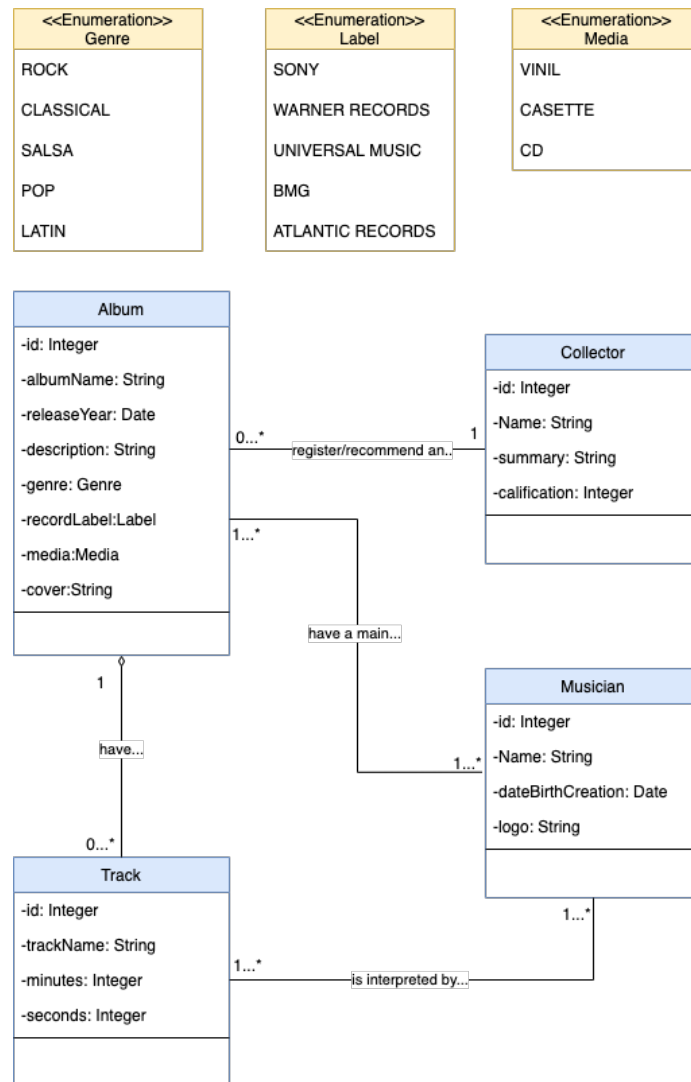 <<Enumeration>>
Genre
ROCK
CLASSICAL
SALSA
POP
LATIN
<<Enumeration>>
Label
SONY
WARNER RECORDS
UNIVERSAL MUSIC
BMG
ATLANTIC RECORDS
<<Enumeration>>
Media
VINIL
CASETTE
CD
Album
-id: Integer
-albumName: String
-releaseYear: Date
-description: String
-genre: Genre
-recordLabel:Label
-media:Media
-cover:String
0...*
register/recommend an..
1
Collector
-id: Integer
-Name: String
-summary: String
-calification: Integer
1...*
have a main...
1...*
Musician
-id: Integer
-Name: String
-dateBirthCreation: Date
-logo: String
1
have...
0...*
Track
-id: Integer
-trackName: String
-minutes: Integer
-seconds: Integer
1...*
is interpreted by...
1...*